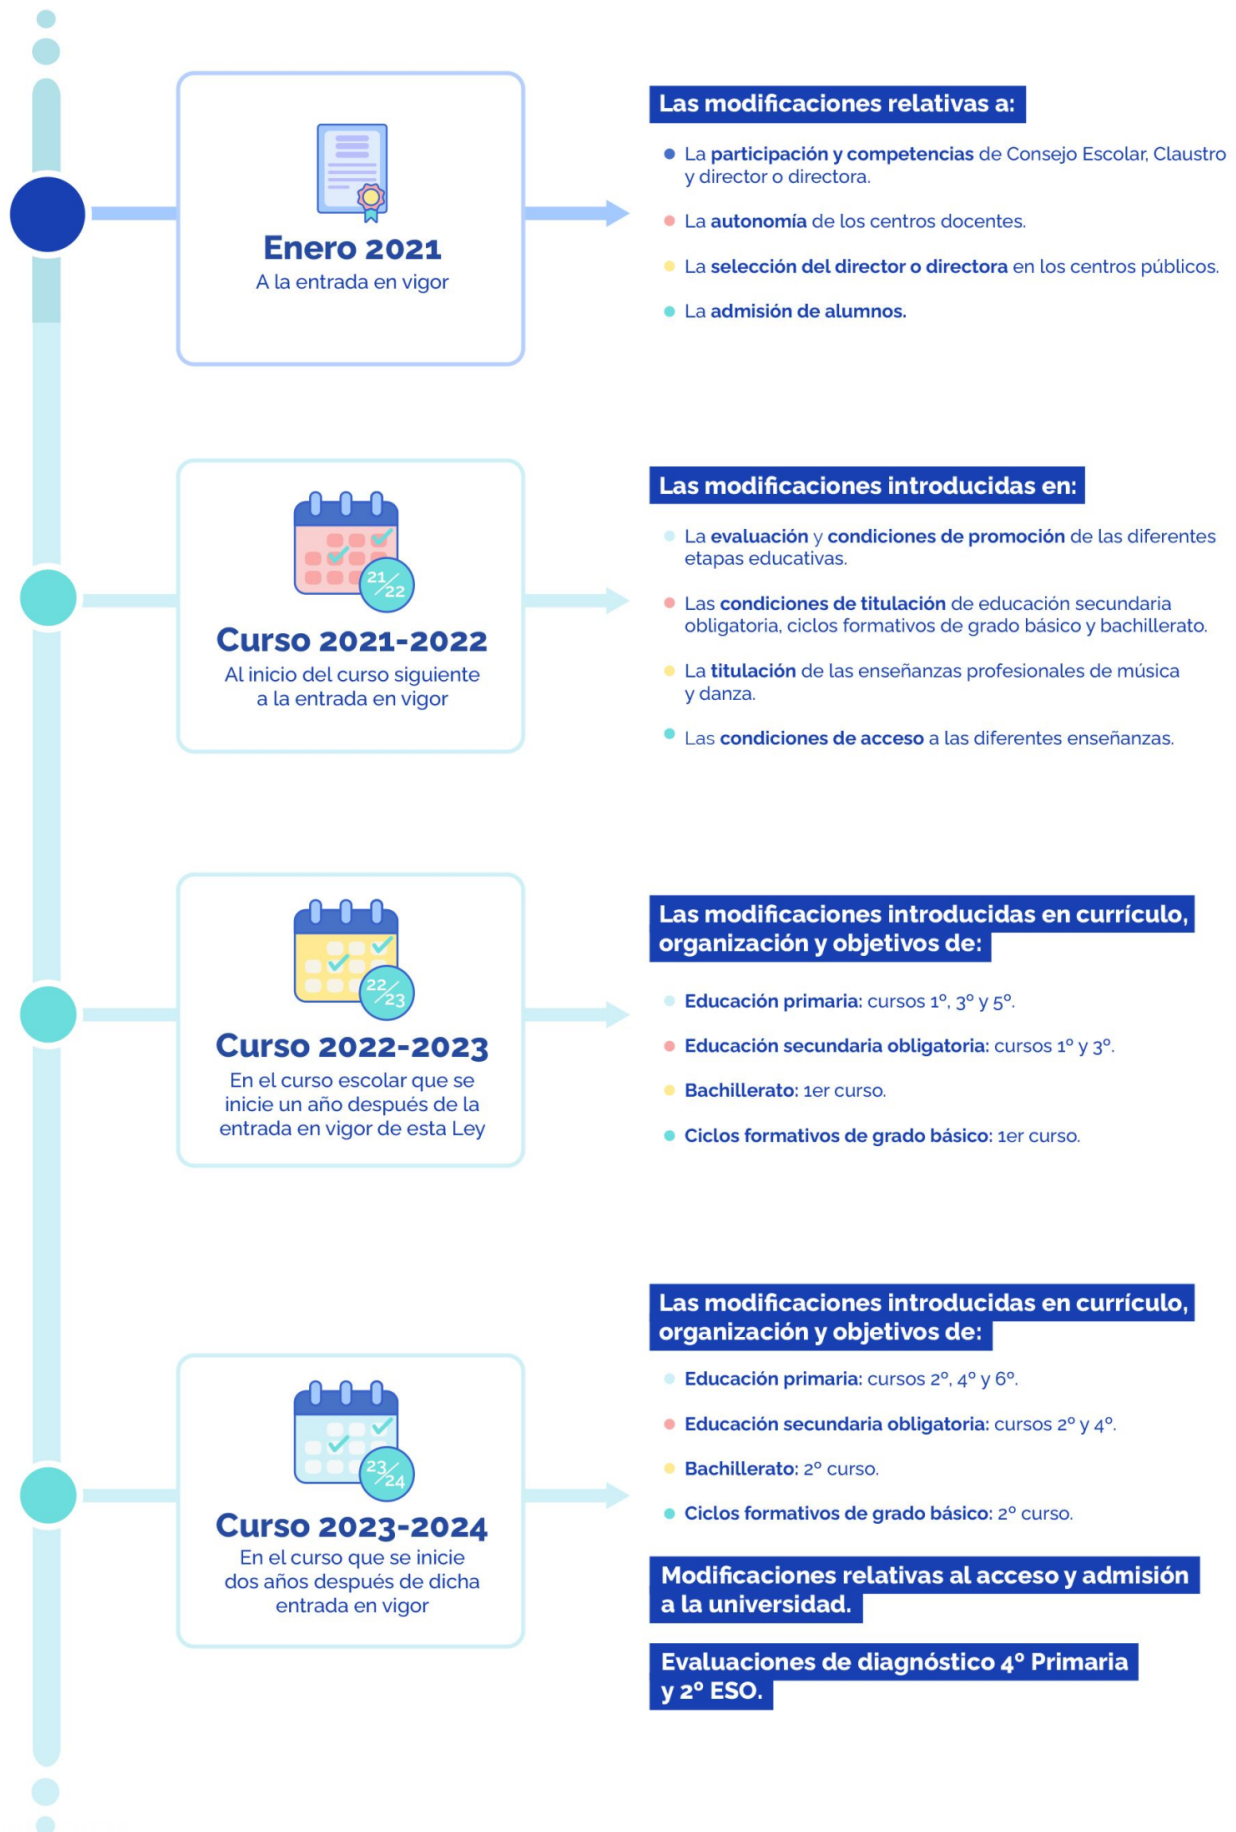 Enero 2021
A la entrada en vigor
Las modificaciones relativas a:
La participación y competencias de Consejo Escolar, Claustro
y director o directora.
La autonomía de los centros docentes.
La selección del director o directora en los centros públicos.
La admisión de alumnos.
21/22
Curso 2021-2022
Al inicio del curso siguiente
a la entrada en vigor
Las modificaciones introducidas en:
La evaluación y condiciones de promoción de las diferentes
etapas educativas.
Las condiciones de titulación de educación secundaria
obligatoria, ciclos formativos de grado básico y bachillerato.
La titulación de las enseñanzas profesionales de música
y danza.
Las condiciones de acceso a las diferentes enseñanzas.
22/23
Curso 2022-2023
En el curso escolar que se
inicie un año después de la
entrada en vigor de esta Ley
Las modificaciones introducidas en currículo,
organización y objetivos de:
Educación primaria: cursos 1º, 3º y 5º.
Educación secundaria obligatoria: cursos 1º y 3º.
Bachillerato: 1er curso.
Ciclos formativos de grado básico: 1er curso.
23/24
Curso 2023-2024
En el curso que se inicie
dos años después de dicha
entrada en vigor
Las modificaciones introducidas en currículo,
organización y objetivos de:
Educación primaria: cursos 2º, 4º y 6º.
Educación secundaria obligatoria: cursos 2º y 4º.
Bachillerato: 2º curso.
Ciclos formativos de grado básico: 2º curso.
Modificaciones relativas al acceso y admisión
a la universidad.
Evaluaciones de diagnóstico 4º Primaria
y 2º ESO.